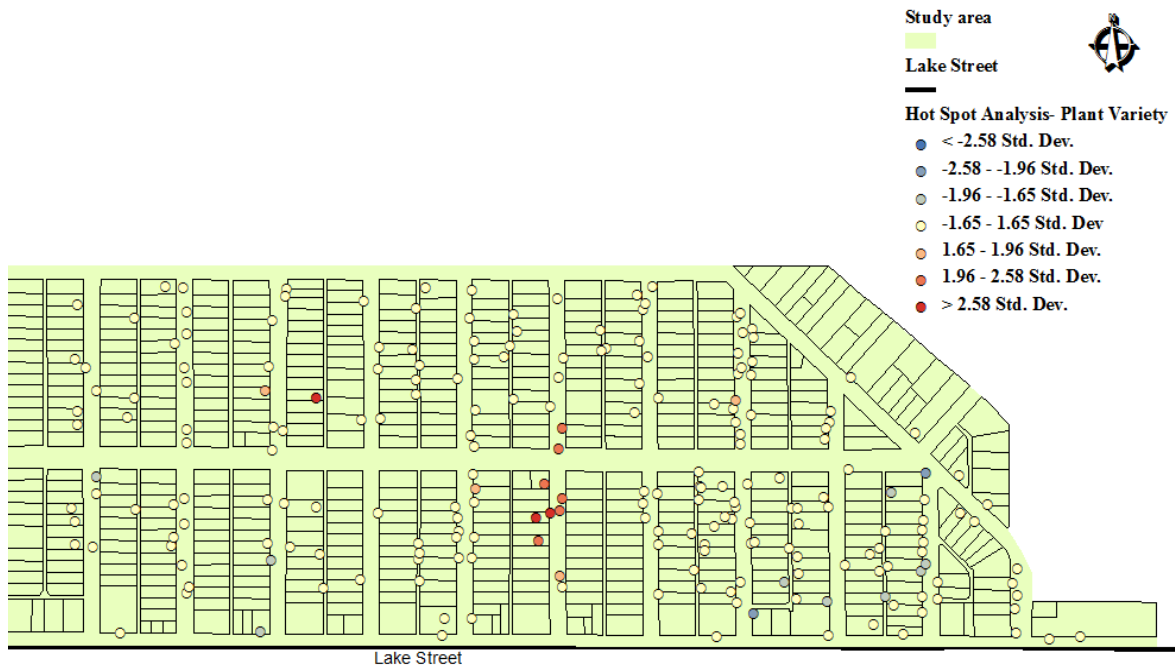 Study area
Lake Street
Hot Spot Analysis- Plant Variety
< -2.58 Std. Dev.
-2.58 - -1.96 Std. Dev.
-1.96 - -1.65 Std. Dev.
-1.65 - 1.65 Std. Dev
1.65 - 1.96 Std. Dev.
1.96 - 2.58 Std. Dev.
> 2.58 Std. Dev.
Lake Street